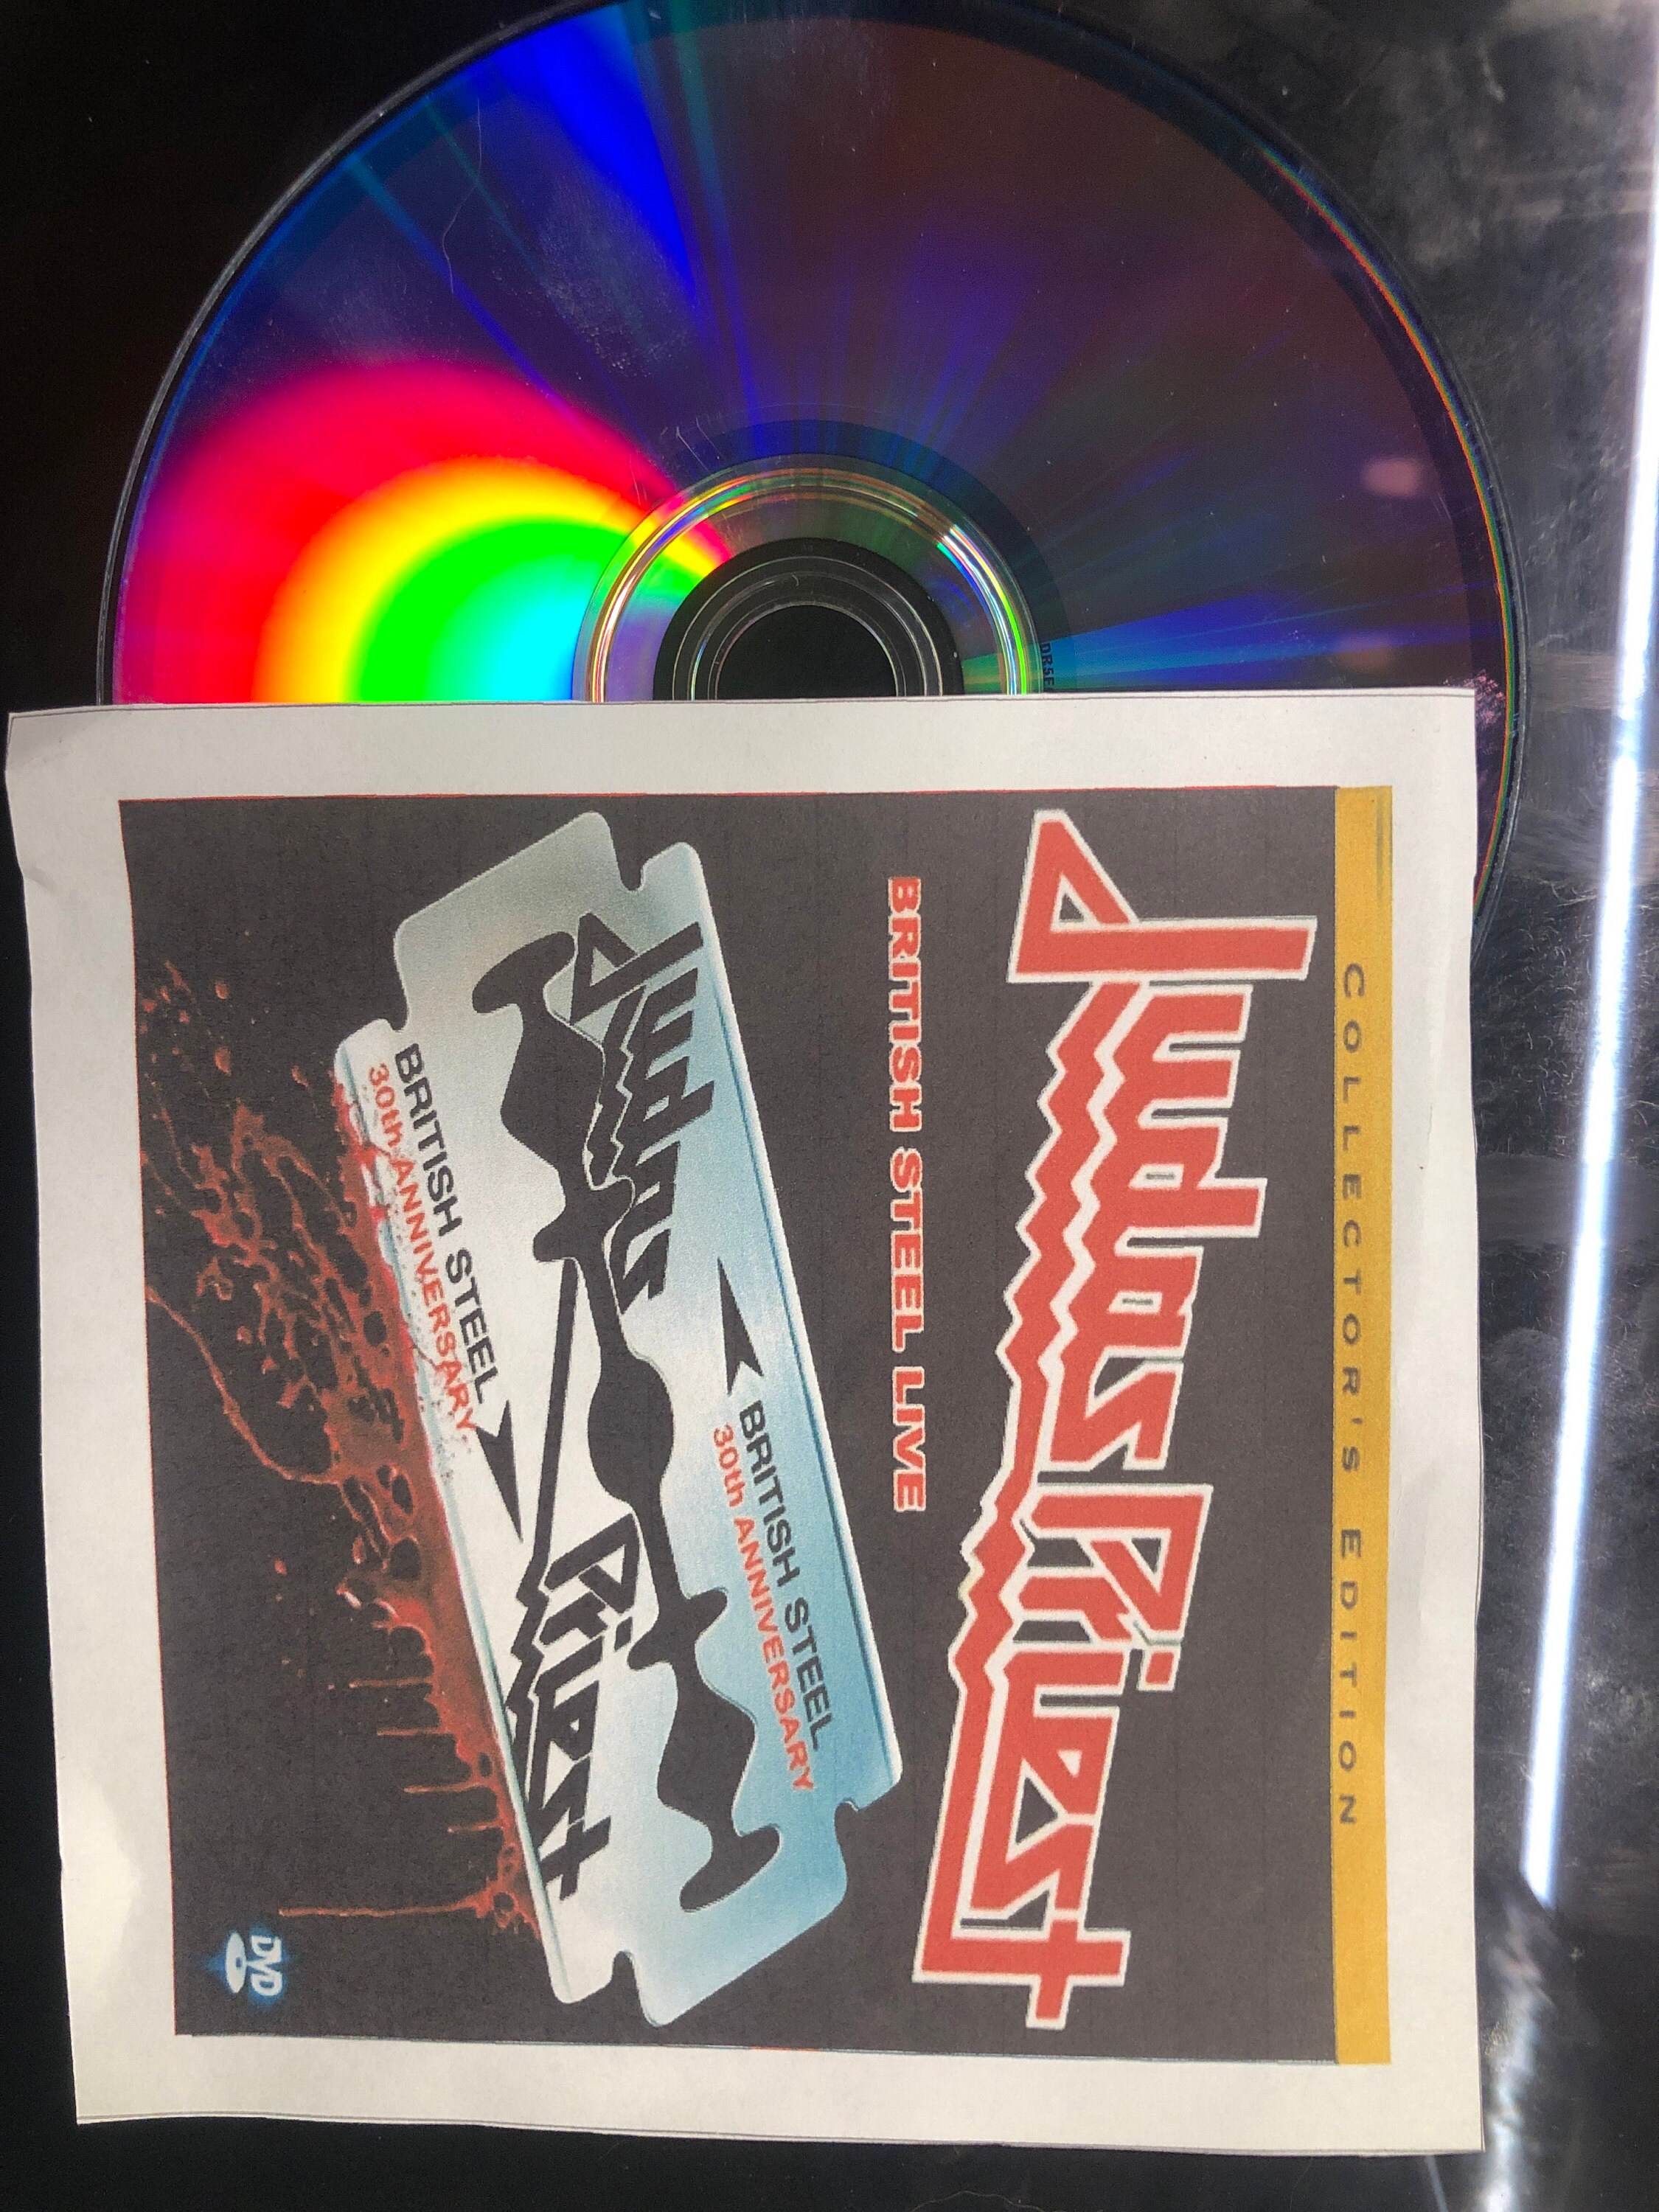 COLLECTOR'S EDITION
Judas Priest
BRITISH STEEL LIVE
Judas Priest
BRITISH STEEL
30th ANNIVERSARY
BRITISH STEEL
30th ANNIVERSARY
DVD